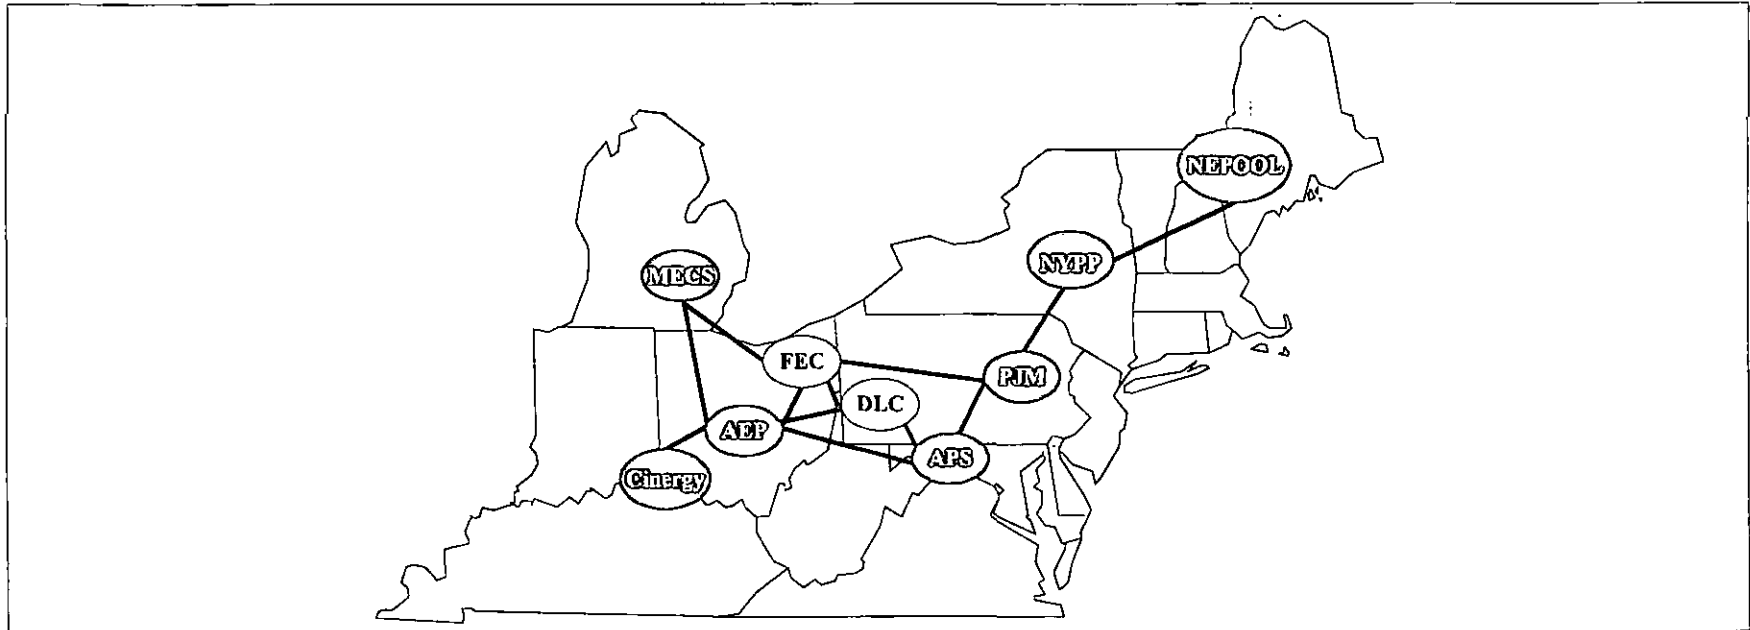 NEPOOL
NYPP
MECS
FEC
PJM
DLC
AEP
APS
Cinergy